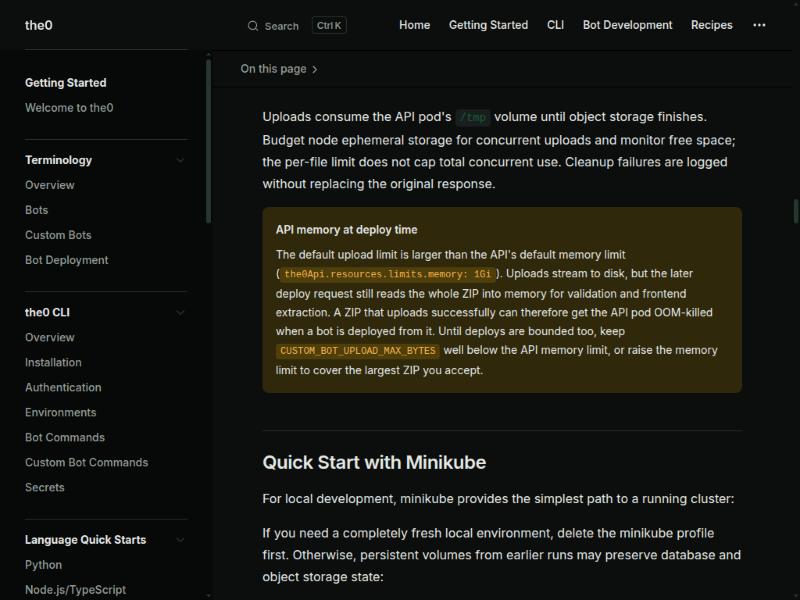 the0
Search
Ctrl K
Home
Getting Started
CLI
Bot Development
Recipes
On this page
Getting Started
Welcome to the0
Terminology
Overview
Bots
Custom Bots
Bot Deployment
the0 CLI
Overview
Installation
Authentication
Environments
Bot Commands
Custom Bot Commands
Secrets
Language Quick Starts
Python
Node.js/TypeScript
Uploads consume the API pod's /tmp volume until object storage finishes.
Budget node ephemeral storage for concurrent uploads and monitor free space;
the per-file limit does not cap total concurrent use. Cleanup failures are logged
without replacing the original response.
API memory at deploy time
The default upload limit is larger than the API's default memory limit
( the0Api.resources.limits.memory: 1Gi ). Uploads stream to disk, but the later
deploy request still reads the whole ZIP into memory for validation and frontend
extraction. A ZIP that uploads successfully can therefore get the API pod OOM-killed
when a bot is deployed from it. Until deploys are bounded too, keep
CUSTOM_BOT_UPLOAD_MAX_BYTES well below the API memory limit, or raise the memory
limit to cover the largest ZIP you accept.
Quick Start with Minikube
For local development, minikube provides the simplest path to a running cluster:
If you need a completely fresh local environment, delete the minikube profile
first. Otherwise, persistent volumes from earlier runs may preserve database and
object storage state: